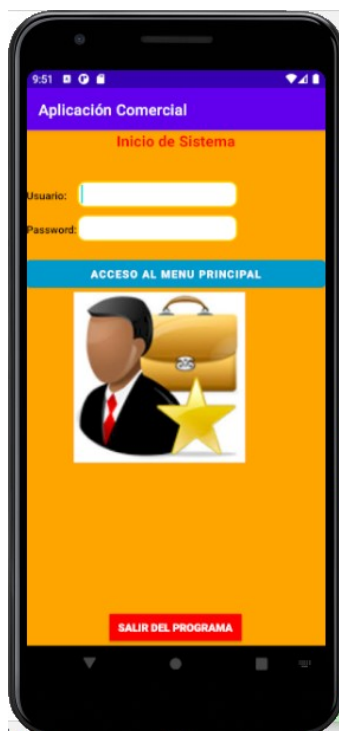 9:51
Aplicación Comercial
Inicio de Sistema
Usuario:
Password:
ACCESO AL MENU PRINCIPAL
SALIR DEL PROGRAMA